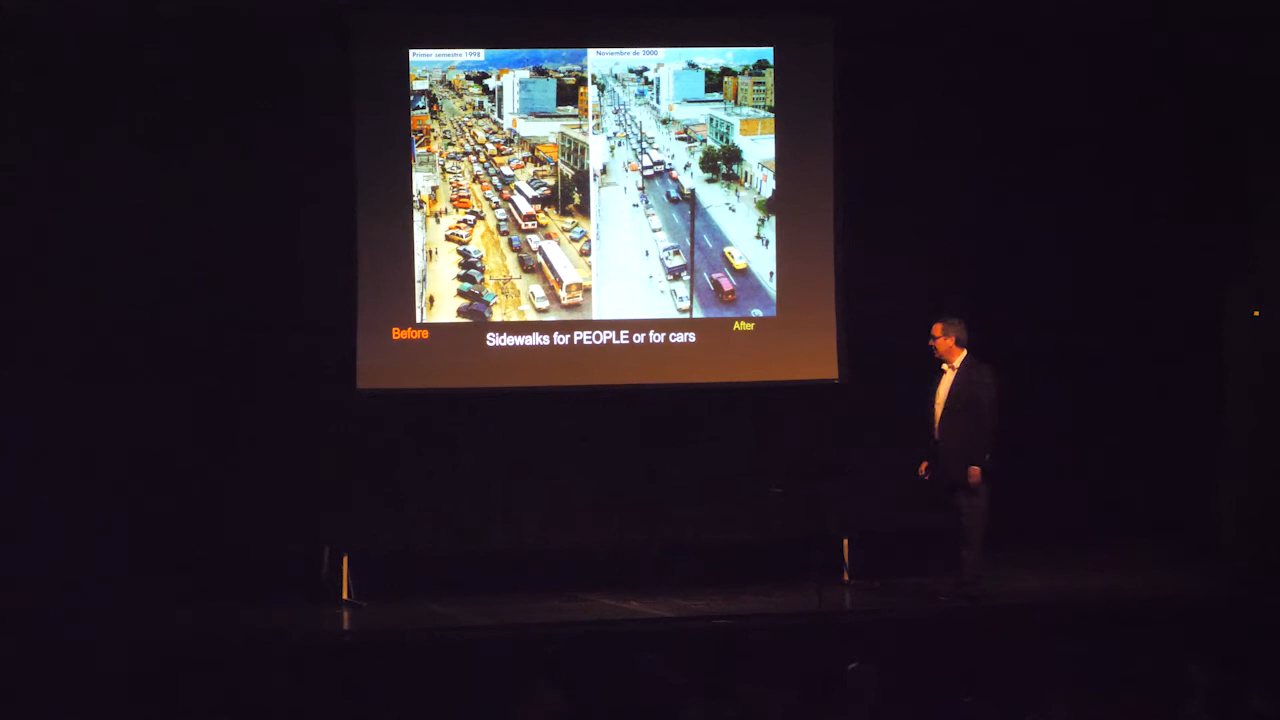 Primer semestre 1998
Noviembre de 2000
Before
Sidewalks for PEOPLE or for cars
After